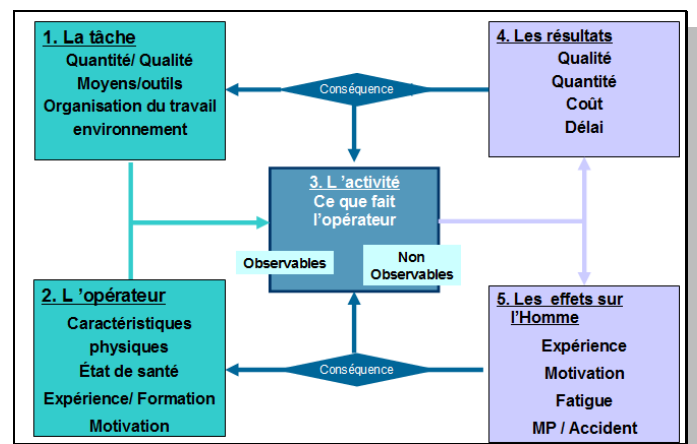 1. La tâche
Quantité/ Qualité
Moyens/outils
Organisation du travail
environnement
Conséquence
4. Les résultats
Qualité
Quantité
Coût
Délai
3. L ’activité
Ce que fait
l’opérateur
Observables
Non
Observables
2. L ’opérateur
Caractéristiques
physiques
État de santé
Expérience/ Formation
Motivation
Conséquence
5. Les effets sur
l’Homme
Expérience
Motivation
Fatigue
MP / Accident